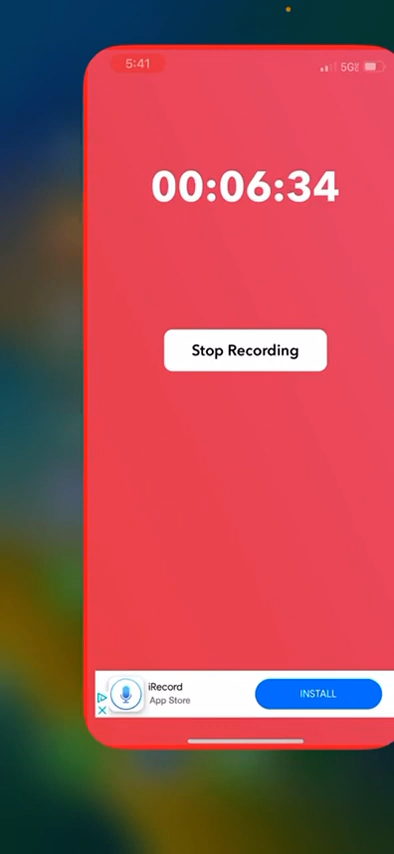 5:41
5G
00:06:34
Stop Recording
iRecord
App Store
INSTALL